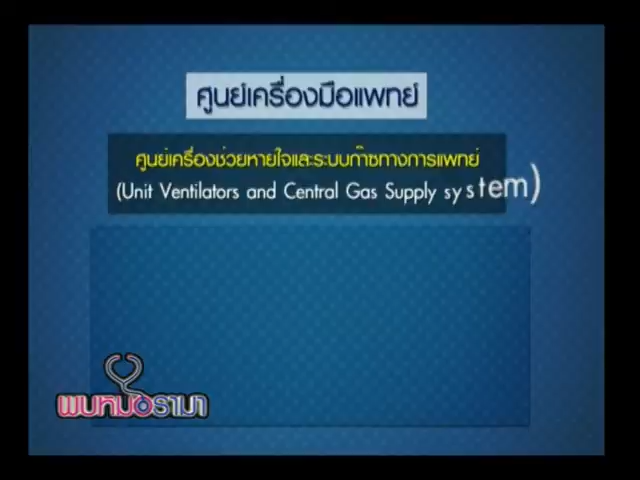 ศูนย์เครื่องมือแพทย์
ศูนย์เครื่องช่วยหายใจและระบบก๊าซทางการแพทย์
(Unit Ventilators and Central Gas Supply system)
พบหมอรามา